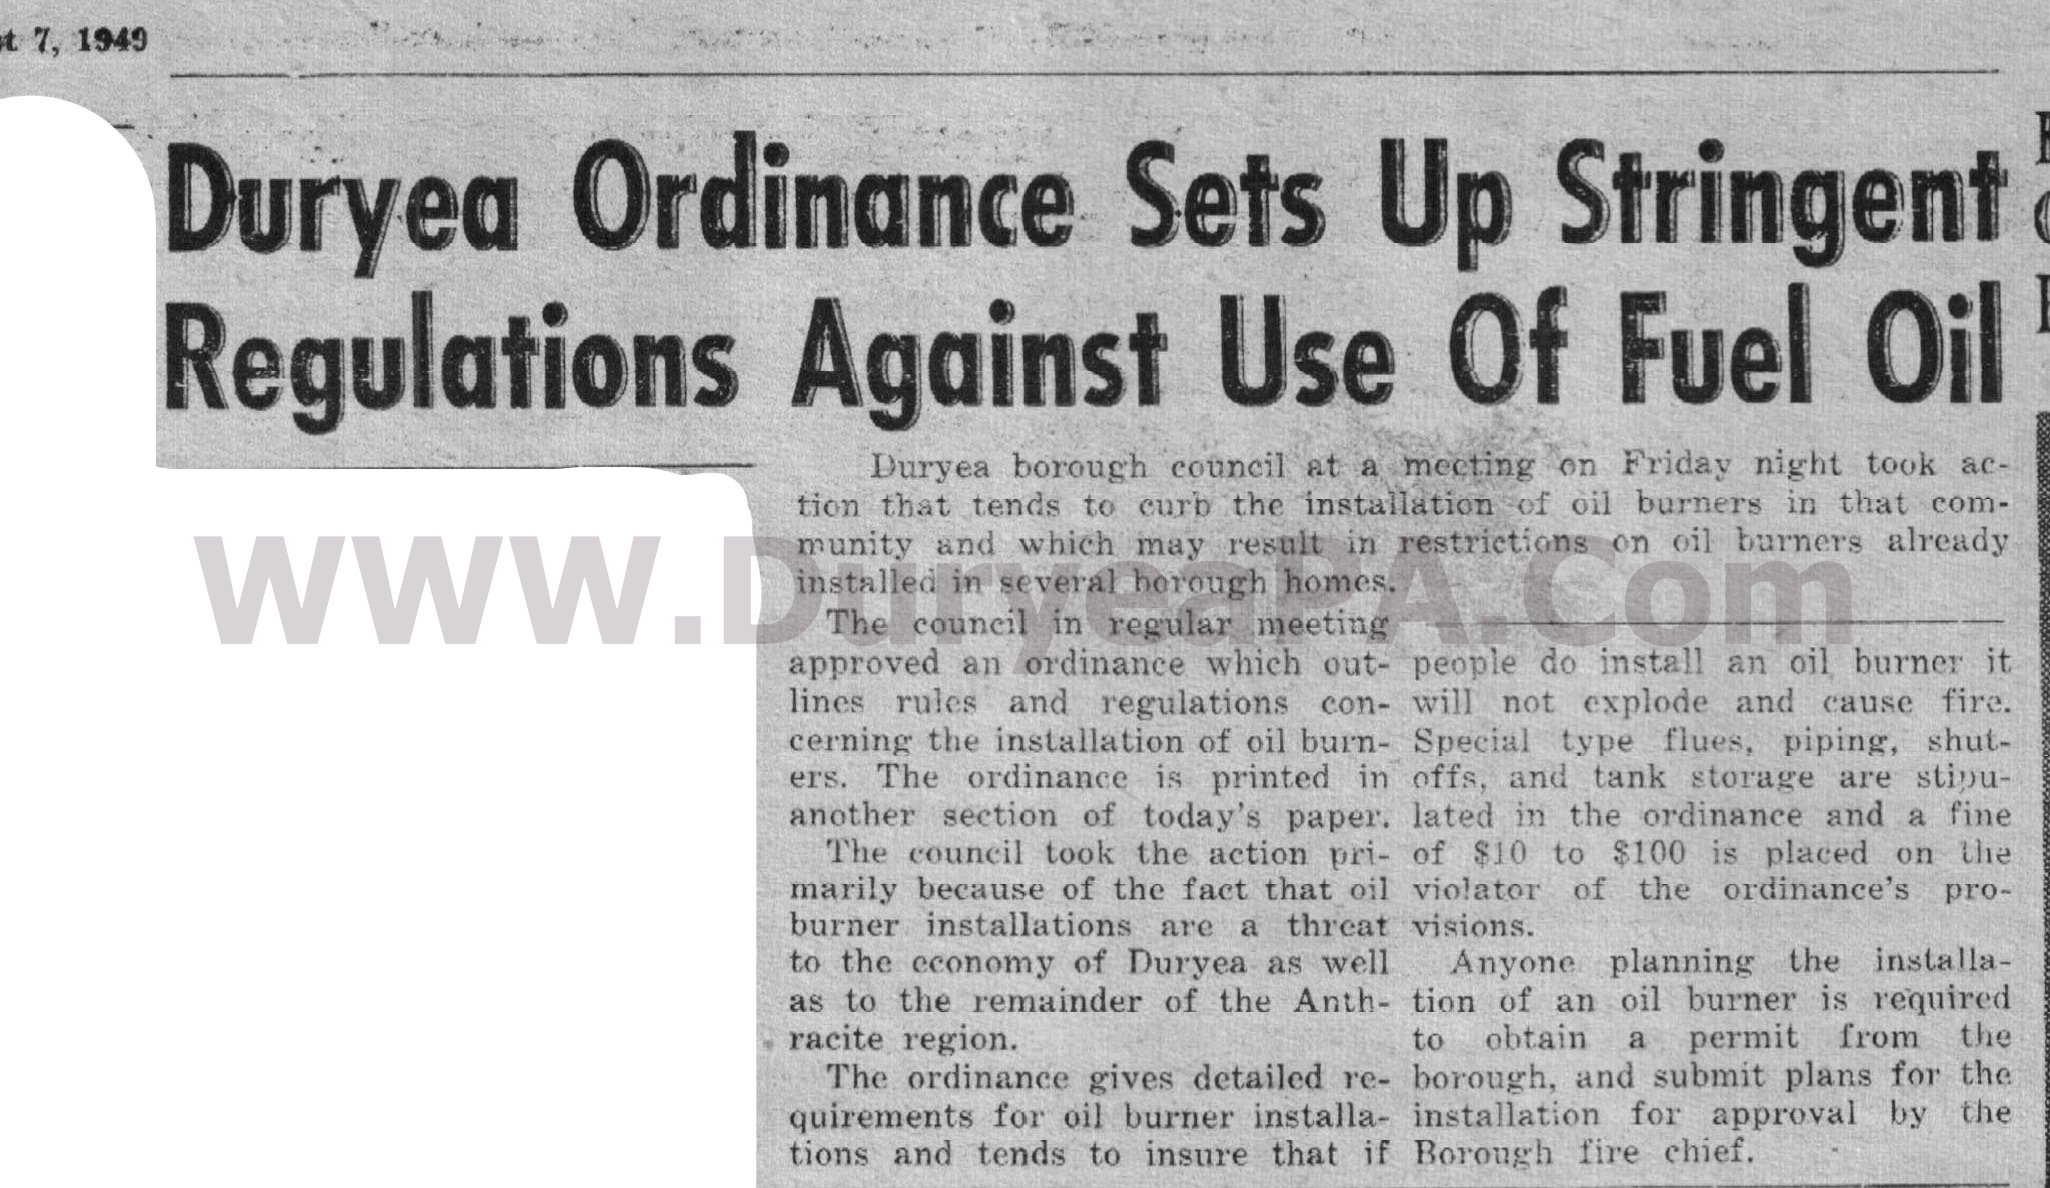 st 7, 1949
Duryea Ordinance Sets Up Stringent
Regulations Against Use Of Fuel Oil
Duryea borough council at a meeting on Friday night took ac-
tion that tends to curb the installation of oil burners in that com-
munity and which may result in restrictions on oil burners already
installed in several borough homes.
The council in regular meeting
approved an ordinance which out-
lines rules and regulations con-
cerning the installation of oil burn-
ers. The ordinance is printed in
another section of today's paper.
The council took the action pri-
marily because of the fact that oil
burner installations are a threat
to the economy of Duryea as well
as to the remainder of the Anth-
racite region.
The ordinance gives detailed re-
quirements for oil burner installa-
tions and tends to insure that if
people do install an oil burner it
will not explode and cause fire.
Special type flues, piping, shut-
offs, and tank storage are stipu-
lated in the ordinance and a fine
of $10 to $100 is placed on the
violator of the ordinance's pro-
visions.
Anyone planning the installa-
tion of an oil burner is required
to obtain a permit from the
borough, and submit plans for the
installation for approval by the
Borough fire chief.
WWW.DuryeaPA.Com